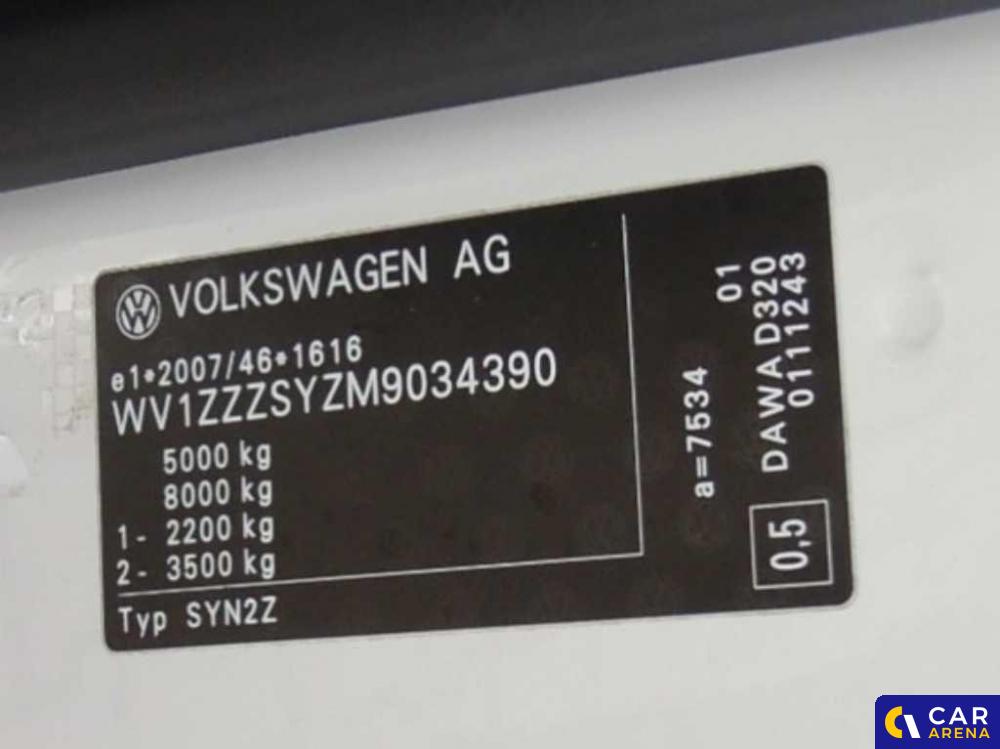 VOLKSWAGEN AG
e1*2007/46*1616
WV1ZZZSYZM9034390
5000 kg
8000 kg
1- 2200 kg
2- 3500 kg
Typ SYN2Z
a=7534
01
DAWA D320
0111243
0,5
CAR
ARENA